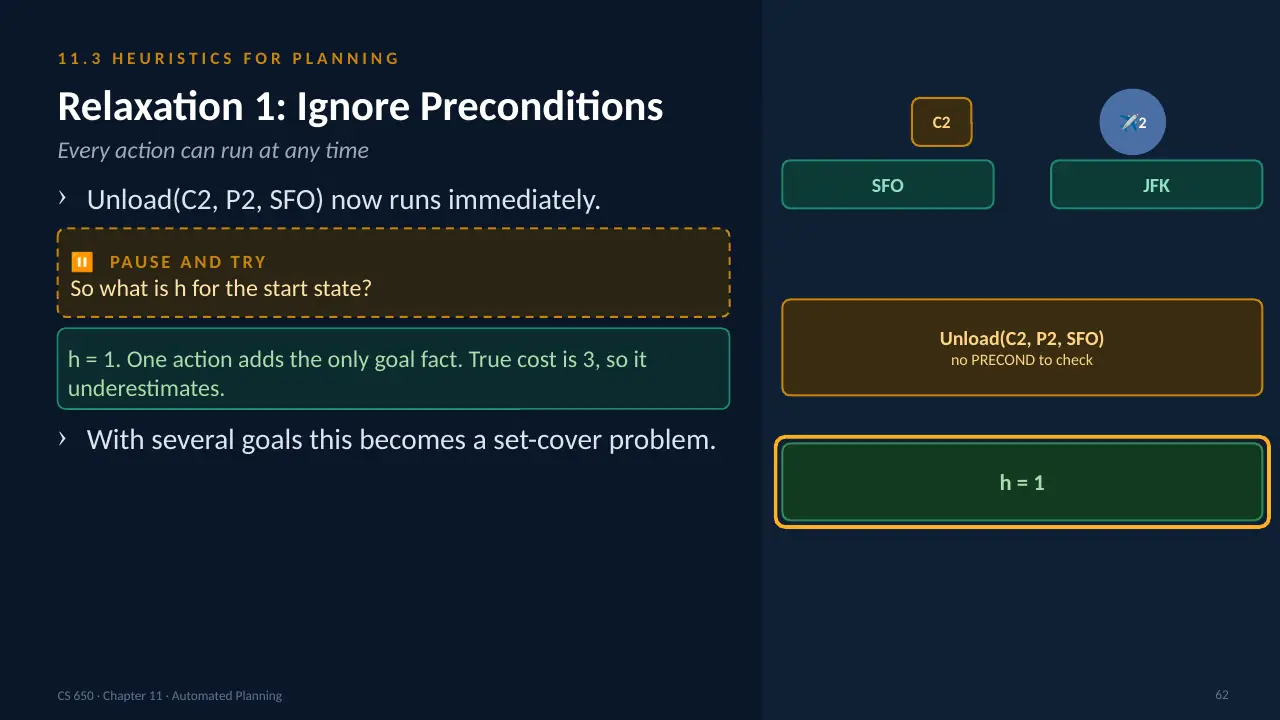 11.3 HEURISTICS FOR PLANNING
Relaxation 1: Ignore Preconditions
Every action can run at any time
› Unload(C2, P2, SFO) now runs immediately.
⏸ PAUSE AND TRY
So what is h for the start state?
h = 1. One action adds the only goal fact. True cost is 3, so it
underestimates.
› With several goals this becomes a set-cover problem.
C2
✈2
SFO
JFK
Unload(C2, P2, SFO)
no PRECOND to check
h = 1
CS 650 · Chapter 11 · Automated Planning
62